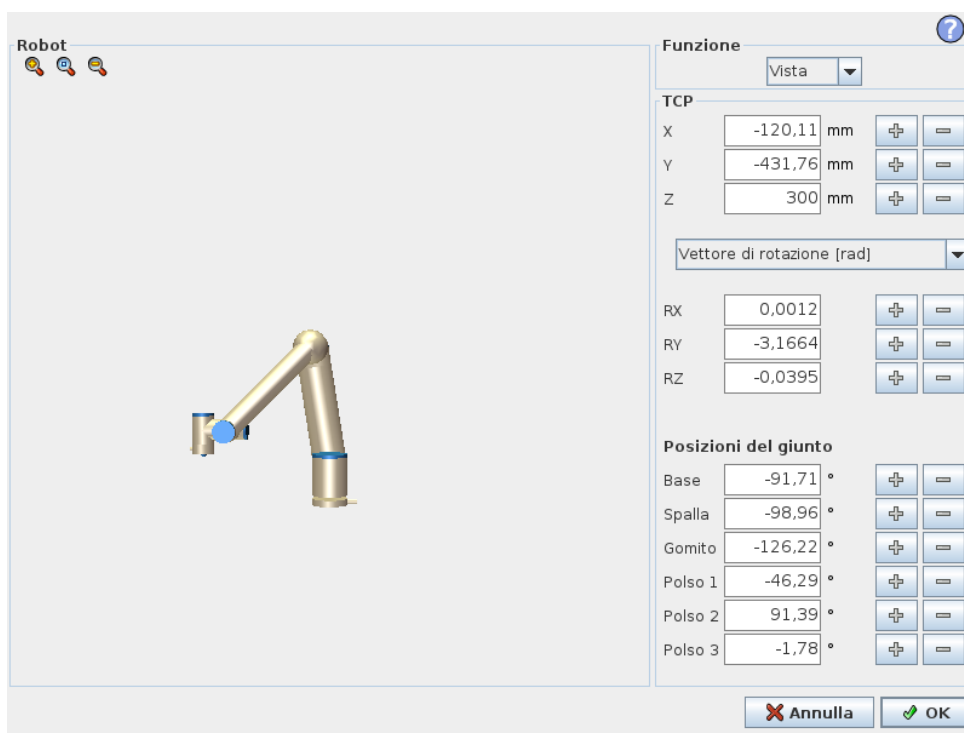 Robot
Funzione
Vista
TCP
X -120,11 mm
Y -431,76 mm
Z 300 mm
Vettore di rotazione [rad]
RX 0,0012
RY -3,1664
RZ -0,0395
Posizioni del giunto
Base -91,71 °
Spalla -98,96 °
Gomito -126,22 °
Polso 1 -46,29 °
Polso 2 91,39 °
Polso 3 -1,78 °
Annulla OK